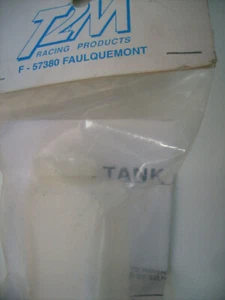 T2M
RACING PRODUCTS
F - 57380 FAULQUEMONT
TANK